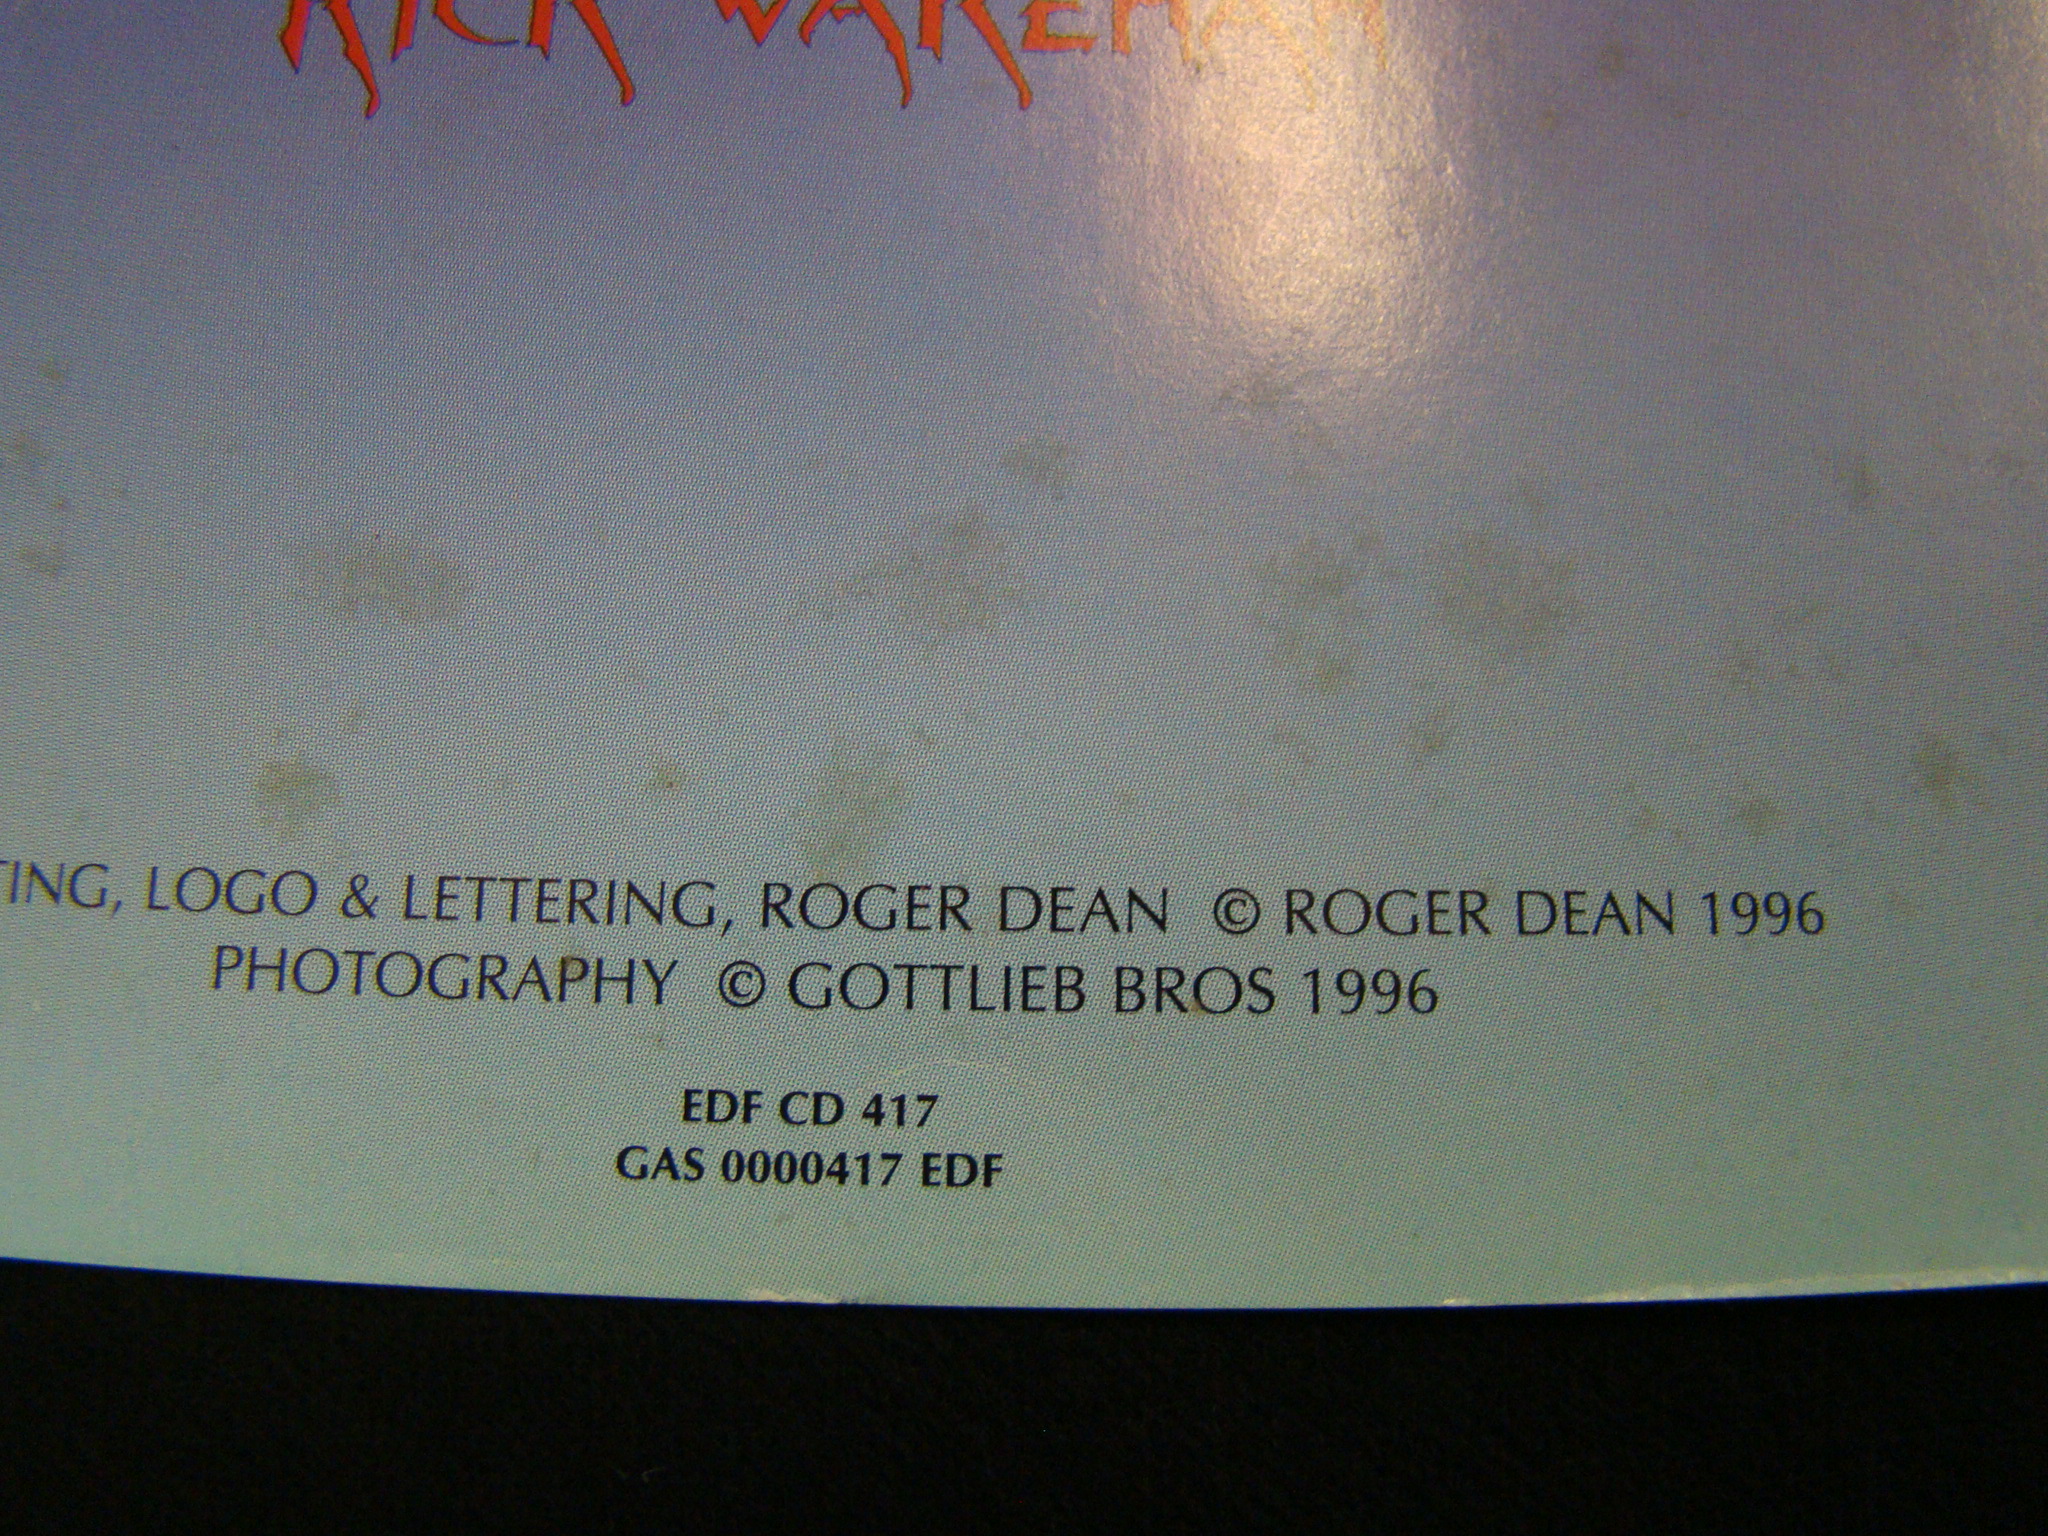 RICK WAKEMAN
TING, LOGO & LETTERING, ROGER DEAN © ROGER DEAN 1996
PHOTOGRAPHY © GOTTLIEB BROS 1996
EDF CD 417
GAS 0000417 EDF